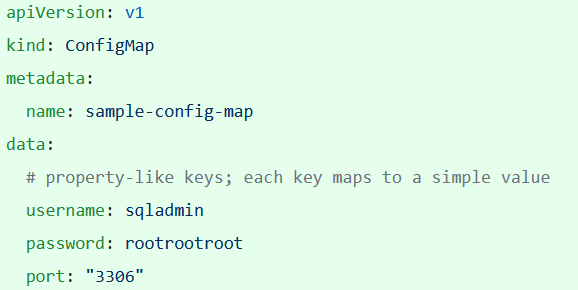 apiVersion: v1
kind: ConfigMap
metadata:
  name: sample-config-map
data:
  # property-like keys; each key maps to a simple value
  username: sqladmin
  password: rootrootroot
  port: "3306"